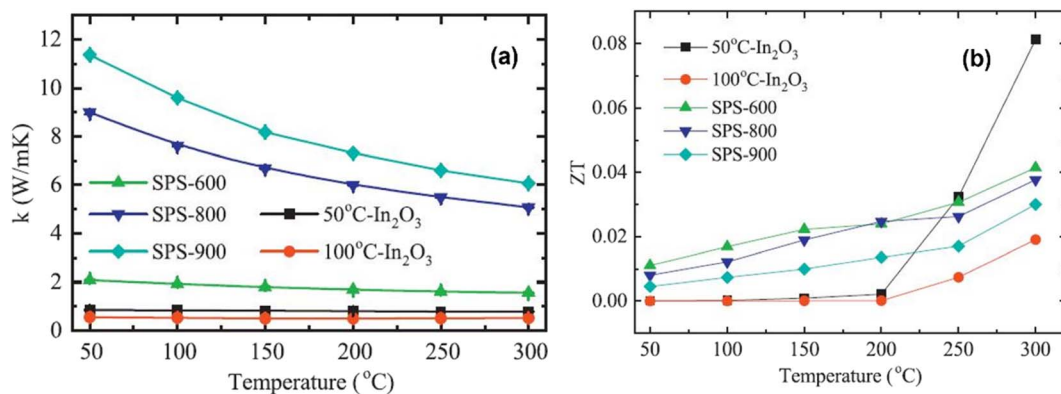 (a)
k (W/mK)
12
10
8
6
4
2
0
SPS-600
SPS-800
SPS-900
50°C-In₂O₃
100°C-In₂O₃
50 100 150 200 250 300
Temperature (°C)
(b)
ZT
0.08
0.06
0.04
0.02
0.00
50°C-In₂O₃
100°C-In₂O₃
SPS-600
SPS-800
SPS-900
50 100 150 200 250 300
Temperature (°C)